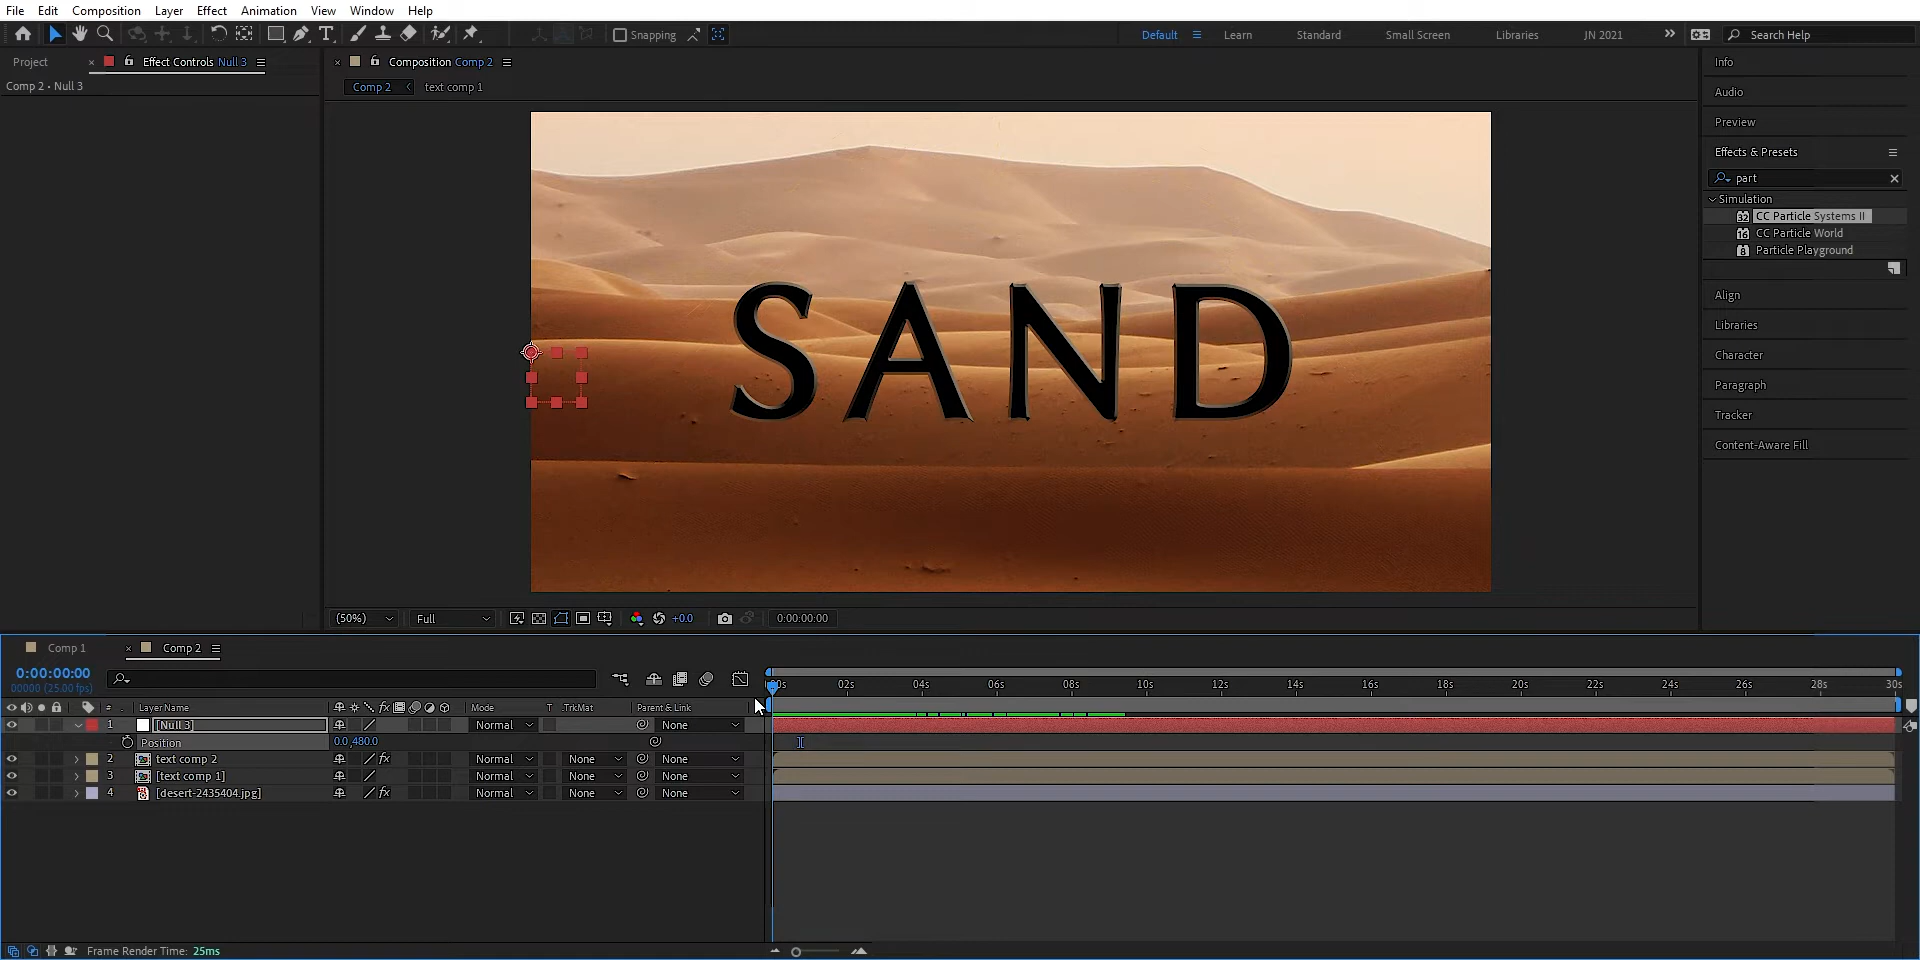 File Edit Composition Layer Effect Animation View Window Help
Snapping
Default Learn Standard Small Screen Libraries JN 2021 Search Help
Project Effect Controls Null 3
Comp 2 • Null 3
Composition Comp 2
Comp 2 text comp 1
SAND
(50%) Full +0.0 0:00:00:00
Info
Audio
Preview
Effects & Presets
part
Simulation
CC Particle Systems II
CC Particle World
Particle Playground
Align
Libraries
Character
Paragraph
Tracker
Content-Aware Fill
Comp 1 Comp 2
0:00:00:00
00000 (25.00 fps)
02s 04s 06s 08s 10s 12s 14s 16s 18s 20s 22s 24s 26s 28s 30s
# Layer Name Mode T .TrkMat Parent & Link
1 [Null 3] Normal None
Position 0.0,480.0
2 text comp 2 fx Normal None None
3 [text comp 1] Normal None None
4 [desert-2435404.jpg] fx Normal None None
Frame Render Time: 25ms